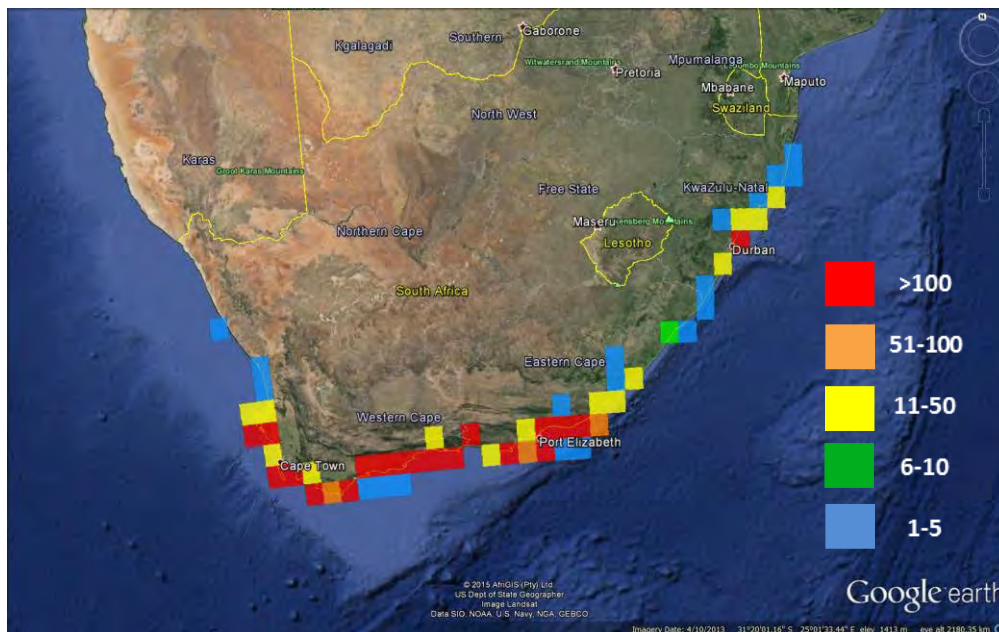 Kgalagadi
Southern
Gaborone
Witwatersrand Mountains
Pretoria
Mpumalanga
Mbabane
Maputo
Swaziland
North West
Karas
Groot Karas Mountains
Free State
KwaZulu-Natal
Northern Cape
Maseru
Lesotho
Durban
South Africa
>100
51-100
11-50
6-10
1-5
Eastern Cape
Western Cape
Port Elizabeth
Cape Town
© 2015 AfriGIS (Pty) Ltd.
US Dept of State Geographer
Image Landsat
Data SIO, NOAA, U.S. Navy, NGA, GEBCO
Google earth
Imagery Date: 4/10/2013 31°20'01.16" S 25°01'33.44" E elev 1413 m eye alt 2180.35 km